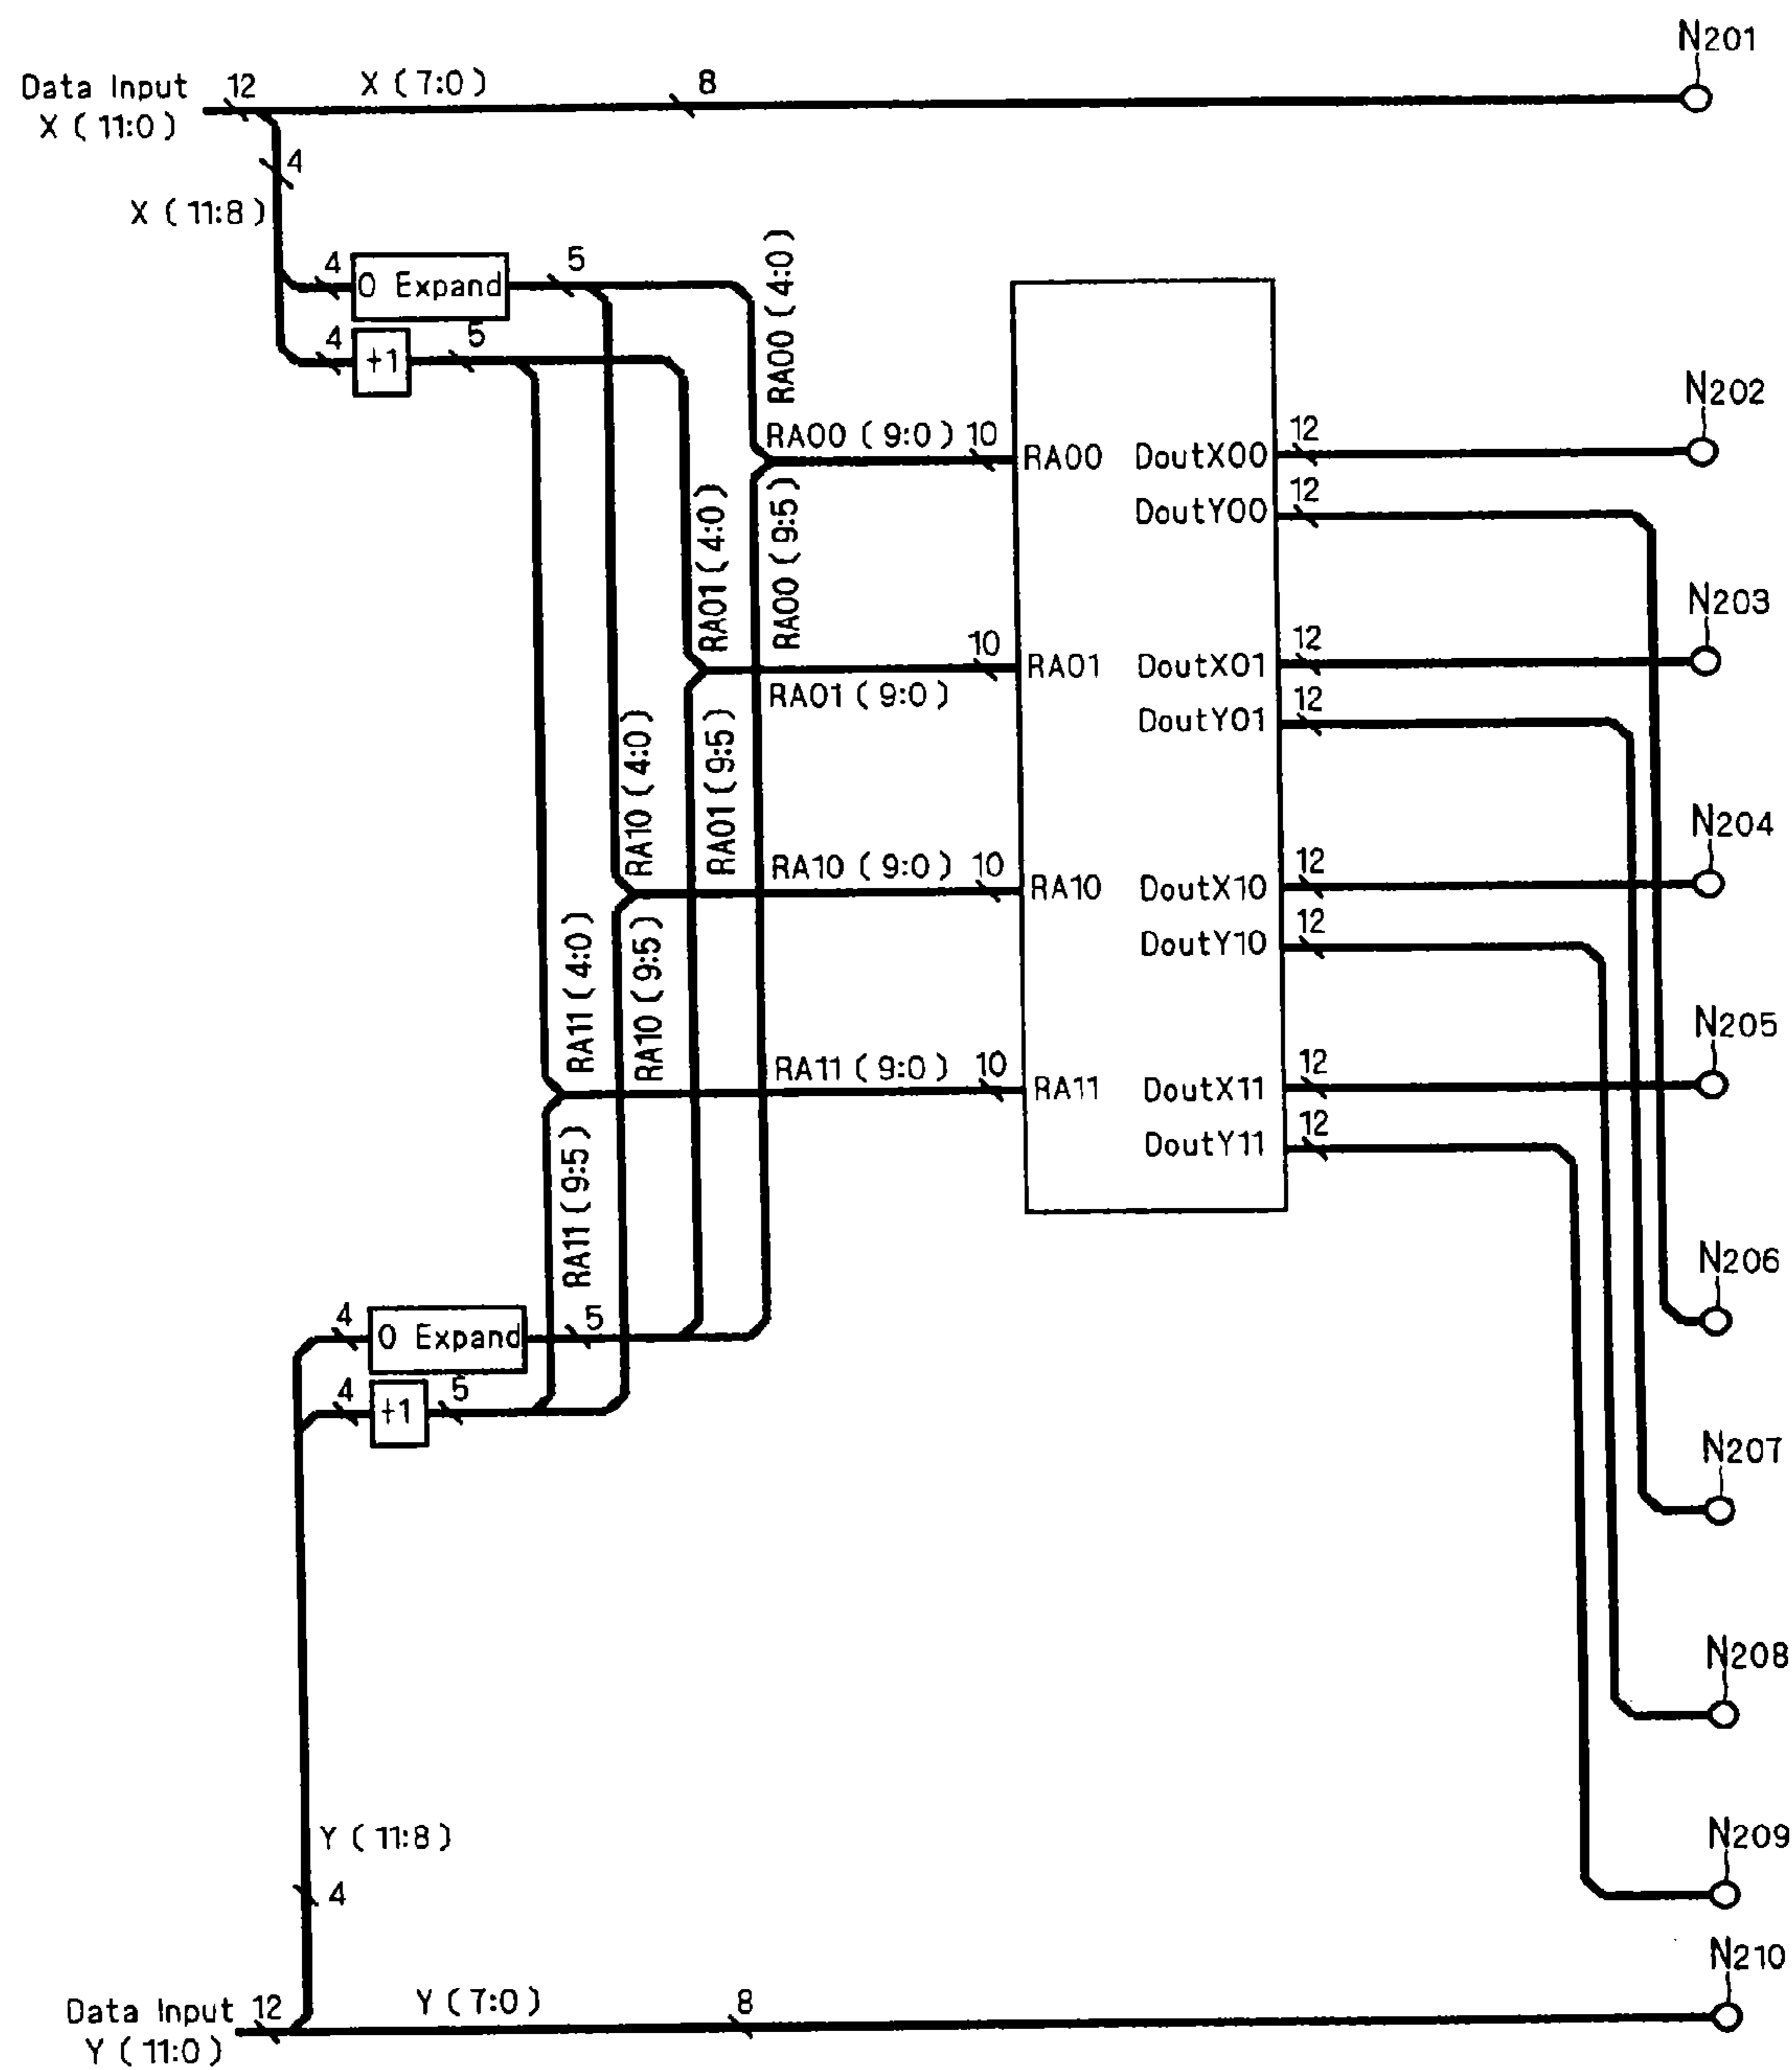 N201
Data Input 12 X ( 7:0 ) 8
X ( 11:0 )
4
X ( 11:8 )
4 0 Expand 5
4 +1 5
RA00 ( 4:0 )
RA00 ( 9:0 ) 10
RA00 DoutX00 12
N202
DoutY00 12
RA01 ( 4:0 )
RA00 ( 9:5 )
10
RA01 DoutX01 12
N203
RA01 ( 9:0 )
DoutY01 12
RA10 ( 4:0 )
RA01 ( 9:5 )
RA10 ( 9:0 ) 10
RA10 DoutX10 12
N204
DoutY10 12
RA11 ( 4:0 )
RA10 ( 9:5 )
RA11 ( 9:0 ) 10
RA11 DoutX11 12
N205
DoutY11 12
RA11 ( 9:5 )
N206
4 0 Expand 5
4 +1 5
N207
N208
Y ( 11:8 )
4
N209
N210
Data Input 12 Y ( 7:0 ) 8
Y ( 11:0 )